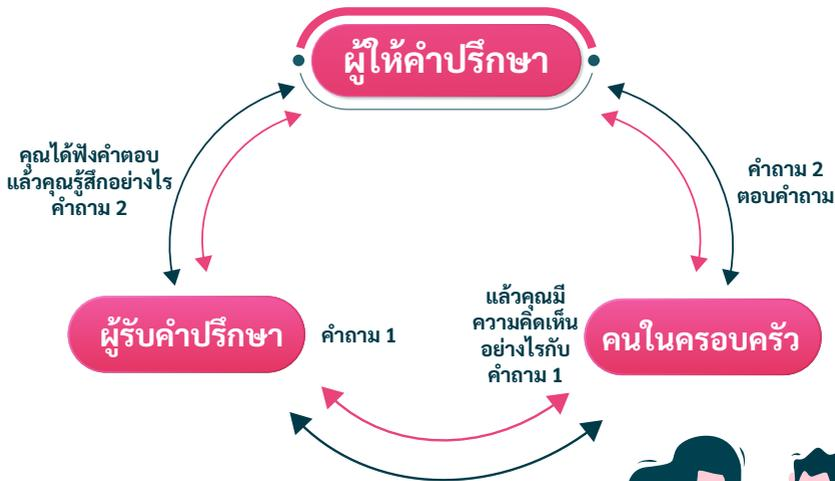 ผู้ให้คำปรึกษา
คุณได้ฟังคำตอบ
แล้วคุณรู้สึกอย่างไร
คำถาม 2
คำถาม 2
ตอบคำถาม
ผู้รับคำปรึกษา
คำถาม 1
แล้วคุณมี
ความคิดเห็น
อย่างไรกับ
คำถาม 1
คนในครอบครัว